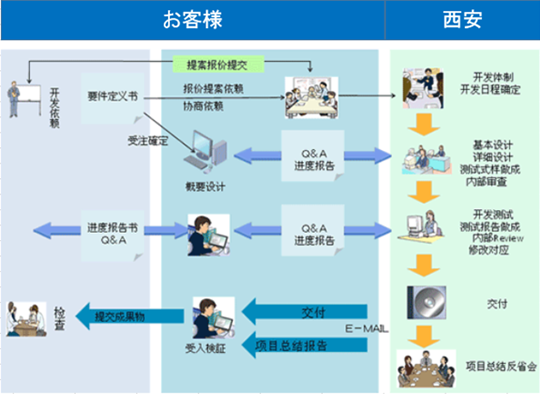 お客様
西安
提案报价提交
开发依赖
要件定义书
报价提案依赖
协商依赖
开发体制
开发日程确定
受注確定
概要设计
Q&A
进度报告
基本设计
详细设计
测试式样做成
内部审查
进度报告书
Q&A
Q&A
进度报告
开发测试
测试报告做成
内部Review
修改对应
检查
提交成果物
受入検証
交付
E-MAIL
项目总结报告
交付
项目总结反省会